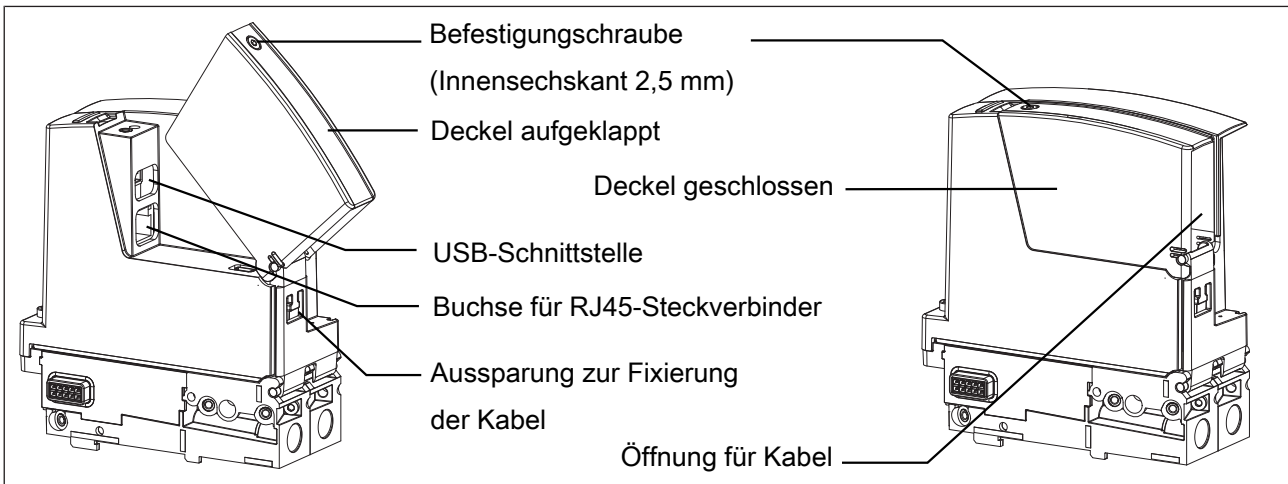 Befestigungschraube
(Innensechskant 2,5 mm)
Deckel aufgeklappt
Deckel geschlossen
USB-Schnittstelle
Buchse für RJ45-Steckverbinder
Aussparung zur Fixierung
der Kabel
Öffnung für Kabel